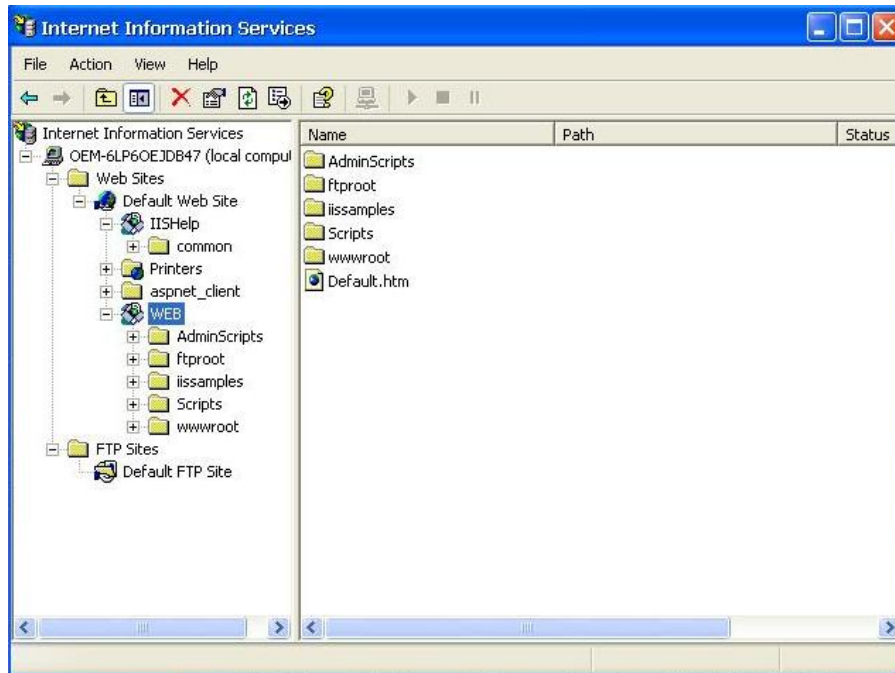 Internet Information Services
File Action View Help
Internet Information Services
OEM-6LP6OEJDB47 (local comput
Web Sites
Default Web Site
IISHelp
common
Printers
aspnet_client
WEB
AdminScripts
ftproot
iissamples
Scripts
wwwroot
FTP Sites
Default FTP Site
Name Path Status
AdminScripts
ftproot
iissamples
Scripts
wwwroot
Default.htm